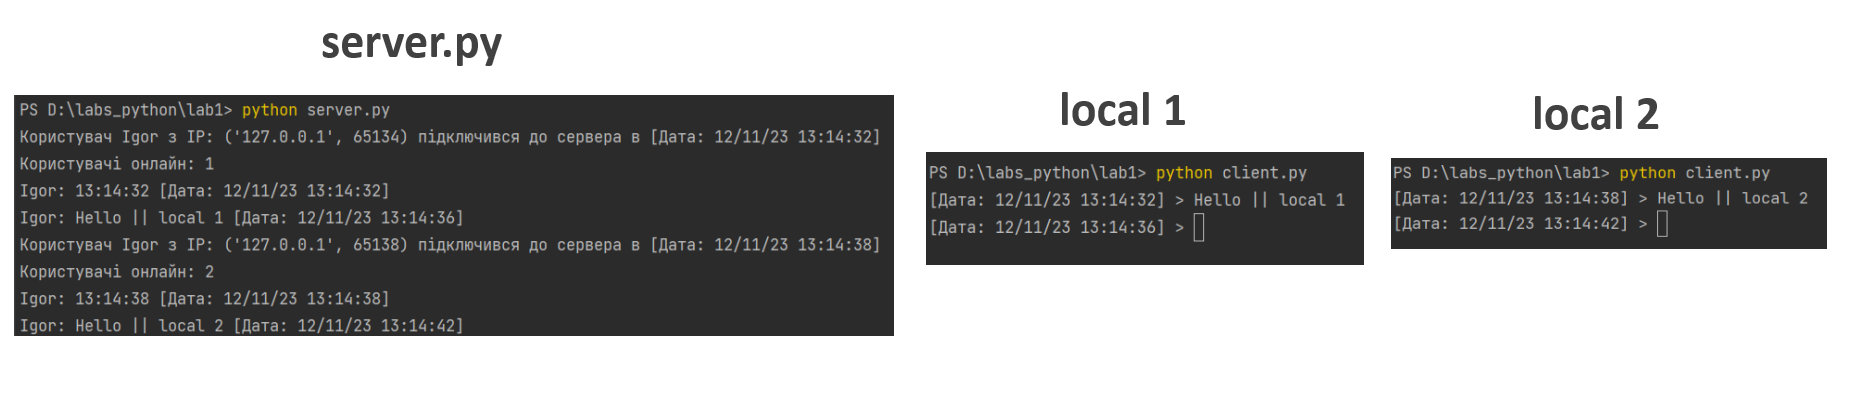 server.py
PS D:\labs_python\lab1> python server.py
Користувач Igor з IP: ('127.0.0.1', 65134) підключився до сервера в [Дата: 12/11/23 13:14:32]
Користувачі онлайн: 1
Igor: 13:14:32 [Дата: 12/11/23 13:14:32]
Igor: Hello || local 1 [Дата: 12/11/23 13:14:36]
Користувач Igor з IP: ('127.0.0.1', 65138) підключився до сервера в [Дата: 12/11/23 13:14:38]
Користувачі онлайн: 2
Igor: 13:14:38 [Дата: 12/11/23 13:14:38]
Igor: Hello || local 2 [Дата: 12/11/23 13:14:42]
local 1
PS D:\labs_python\lab1> python client.py
[Дата: 12/11/23 13:14:32] > Hello || local 1
[Дата: 12/11/23 13:14:36] >
local 2
PS D:\labs_python\lab1> python client.py
[Дата: 12/11/23 13:14:38] > Hello || local 2
[Дата: 12/11/23 13:14:42] >